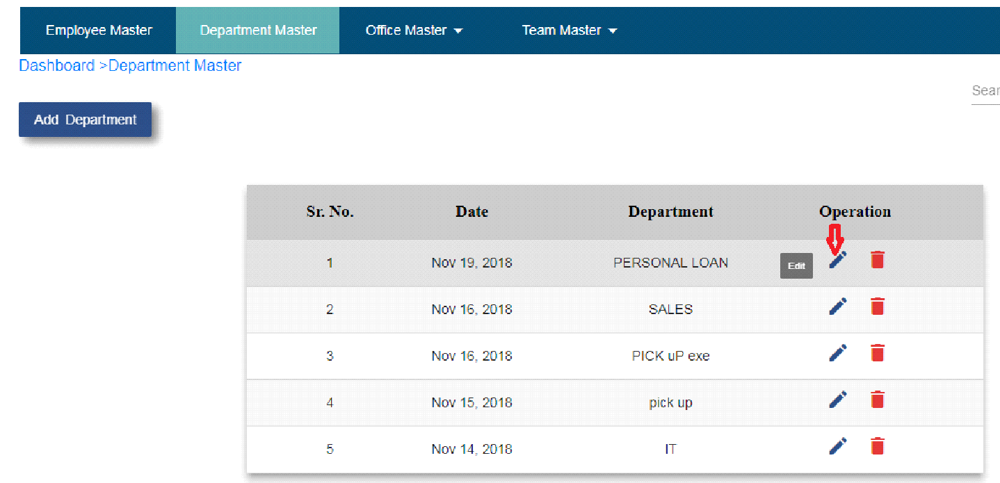 Employee Master Department Master Office Master Team Master
Dashboard >Department Master
Sear
Add Department
Sr. No. Date Department Operation
1 Nov 19, 2018 PERSONAL LOAN Edit
2 Nov 16, 2018 SALES
3 Nov 16, 2018 PICK uP exe
4 Nov 15, 2018 pick up
5 Nov 14, 2018 IT